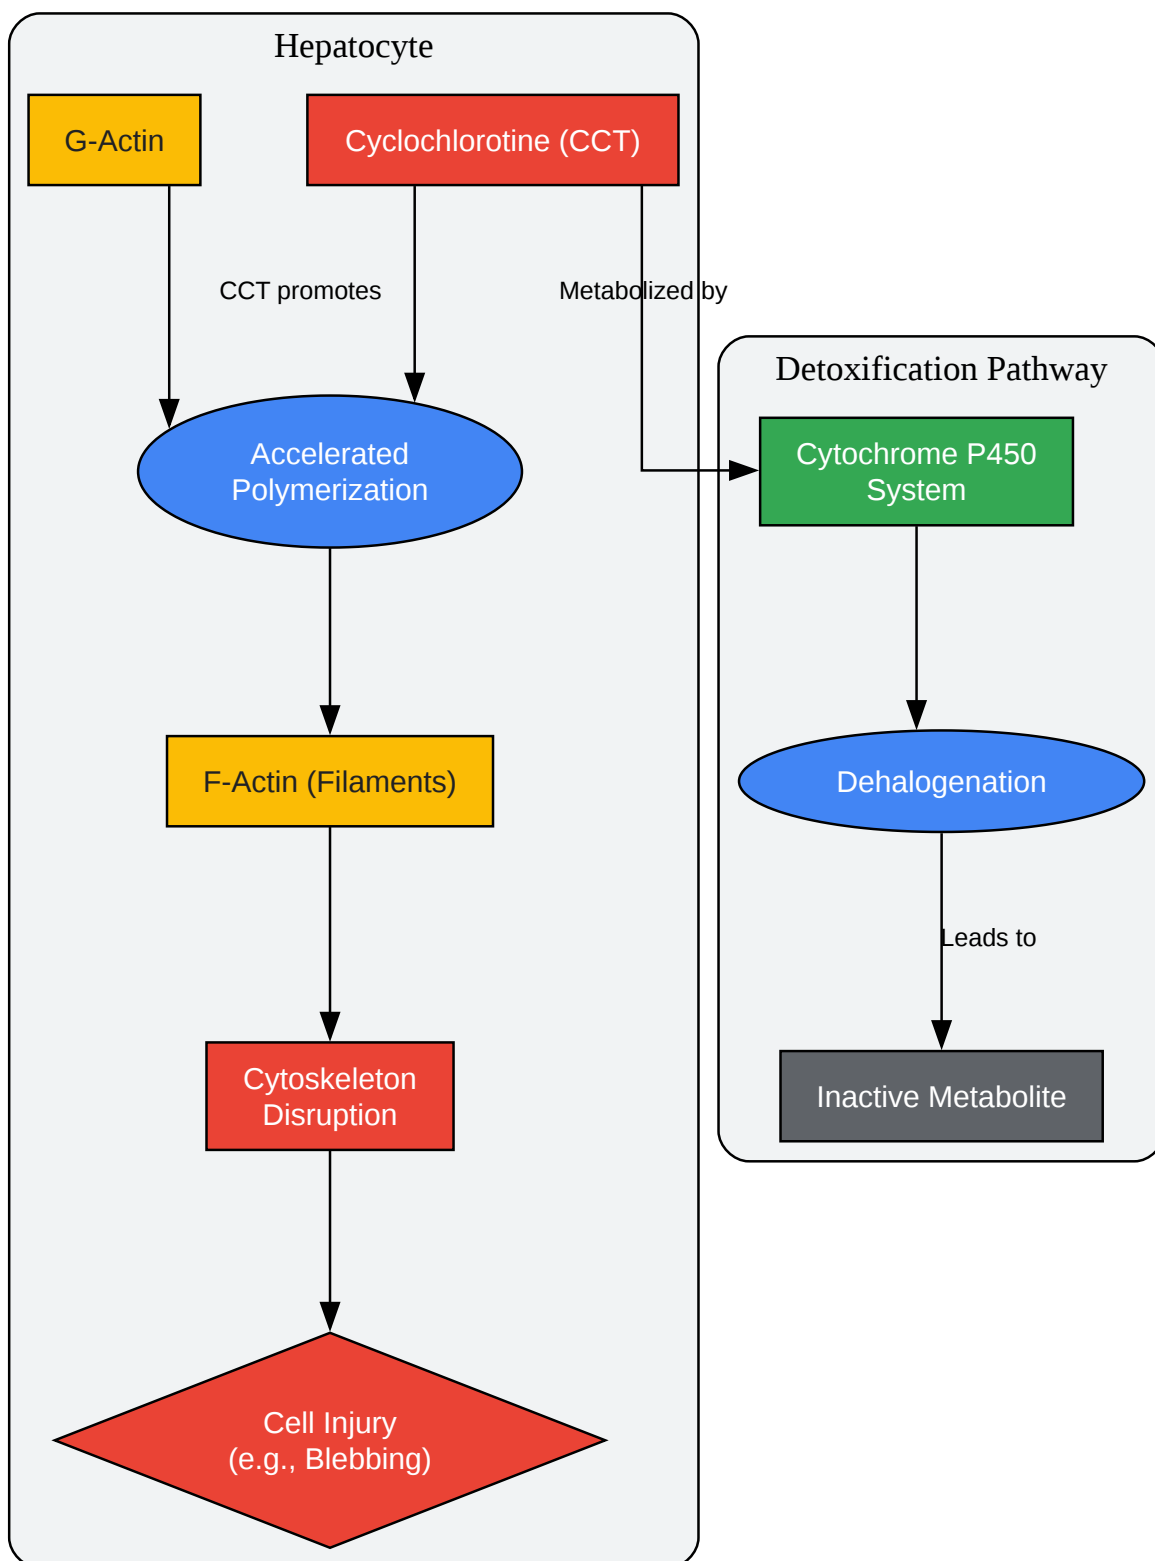 Hepatocyte
G-Actin
Cyclochlorotine (CCT)
CCT promotes
Metabolized by
Accelerated
Polymerization
F-Actin (Filaments)
Cytoskeleton
Disruption
Cell Injury
(e.g., Blebbing)
Detoxification Pathway
Cytochrome P450
System
Dehalogenation
Leads to
Inactive Metabolite